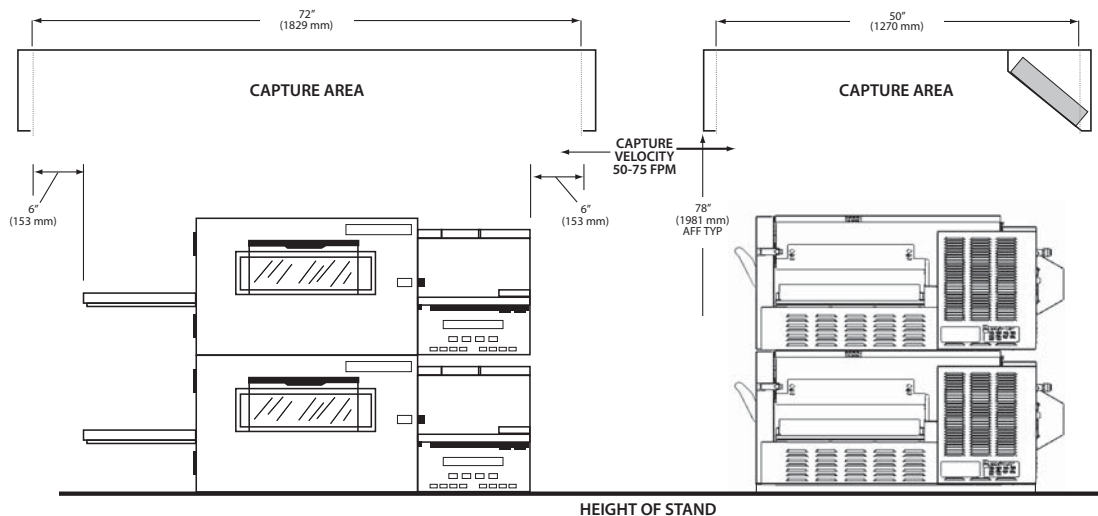 72"
(1829 mm)
50"
(1270 mm)
CAPTURE AREA
CAPTURE AREA
CAPTURE
VELOCITY
50-75 FPM
6"
(153 mm)
6"
(153 mm)
78"
(1981 mm)
AFF TYP
HEIGHT OF STAND